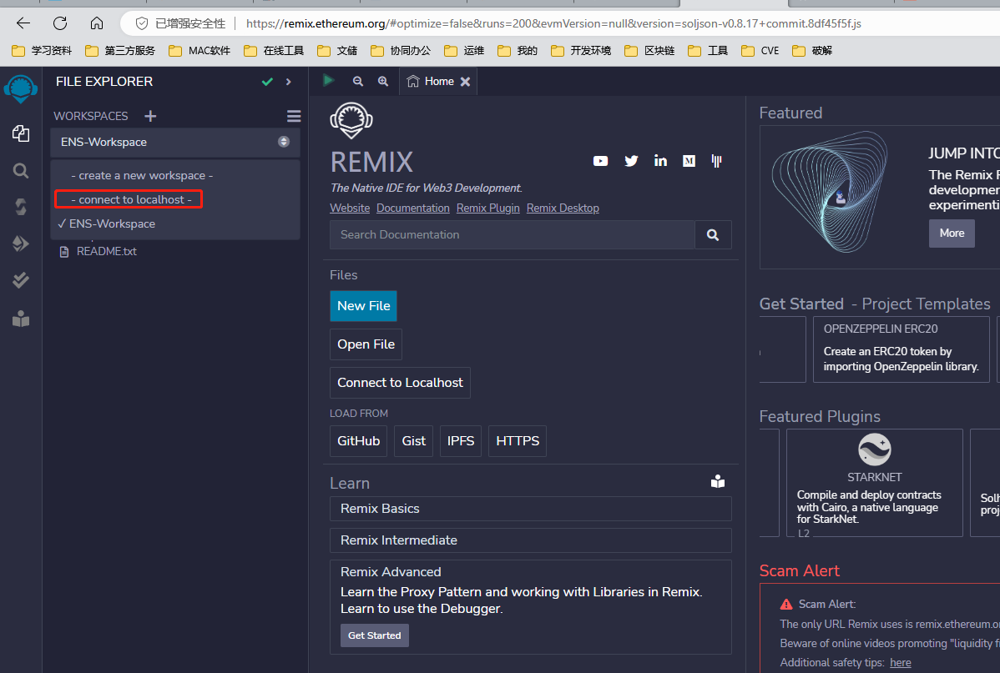 已增强安全性
https://remix.ethereum.org/#optimize=false&runs=200&evmVersion=null&version=soljson-v0.8.17+commit.8df45f5f.js
学习资料 第三方服务 MAC软件 在线工具 文储 协同办公 运维 我的 开发环境 区块链 工具 CVE 破解
FILE EXPLORER
WORKSPACES
ENS-Workspace
- create a new workspace -
- connect to localhost -
✓ ENS-Workspace
README.txt
Home
REMIX
The Native IDE for Web3 Development.
Website Documentation Remix Plugin Remix Desktop
Search Documentation
Files
New File
Open File
Connect to Localhost
LOAD FROM
GitHub Gist IPFS HTTPS
Learn
Remix Basics
Remix Intermediate
Remix Advanced
Learn the Proxy Pattern and working with Libraries in Remix.
Learn to use the Debugger.
Get Started
Featured
JUMP INTO
The Remix
developmen
experimenti
More
Get Started - Project Templates
OPENZEPPELIN ERC20
Create an ERC20 token by
importing OpenZeppelin library.
Featured Plugins
STARKNET
Compile and deploy contracts
with Cairo, a native language
for StarkNet.
L2
Solh
proj
Scam Alert
Scam Alert:
The only URL Remix uses is remix.ethereum.o
Beware of online videos promoting "liquidity f
Additional safety tips: here